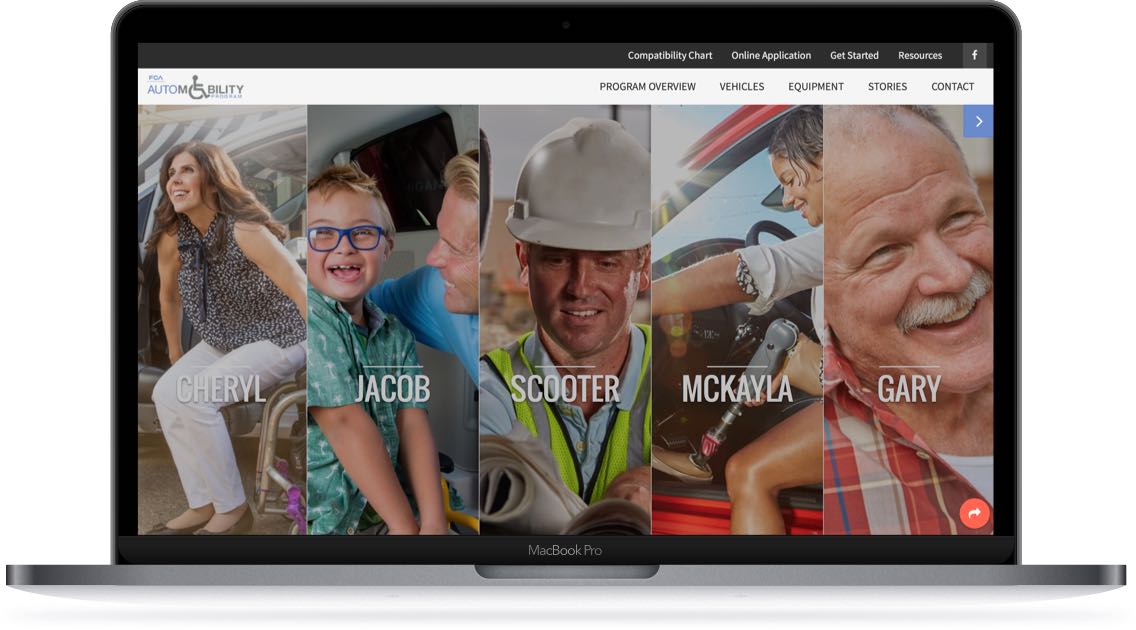 Compatibility Chart Online Application Get Started Resources f
FCA
AUTOMOBILITY
PROGRAM
PROGRAM OVERVIEW VEHICLES EQUIPMENT STORIES CONTACT
CHERYL JACOB SCOOTER MCKAYLA GARY
MacBook Pro